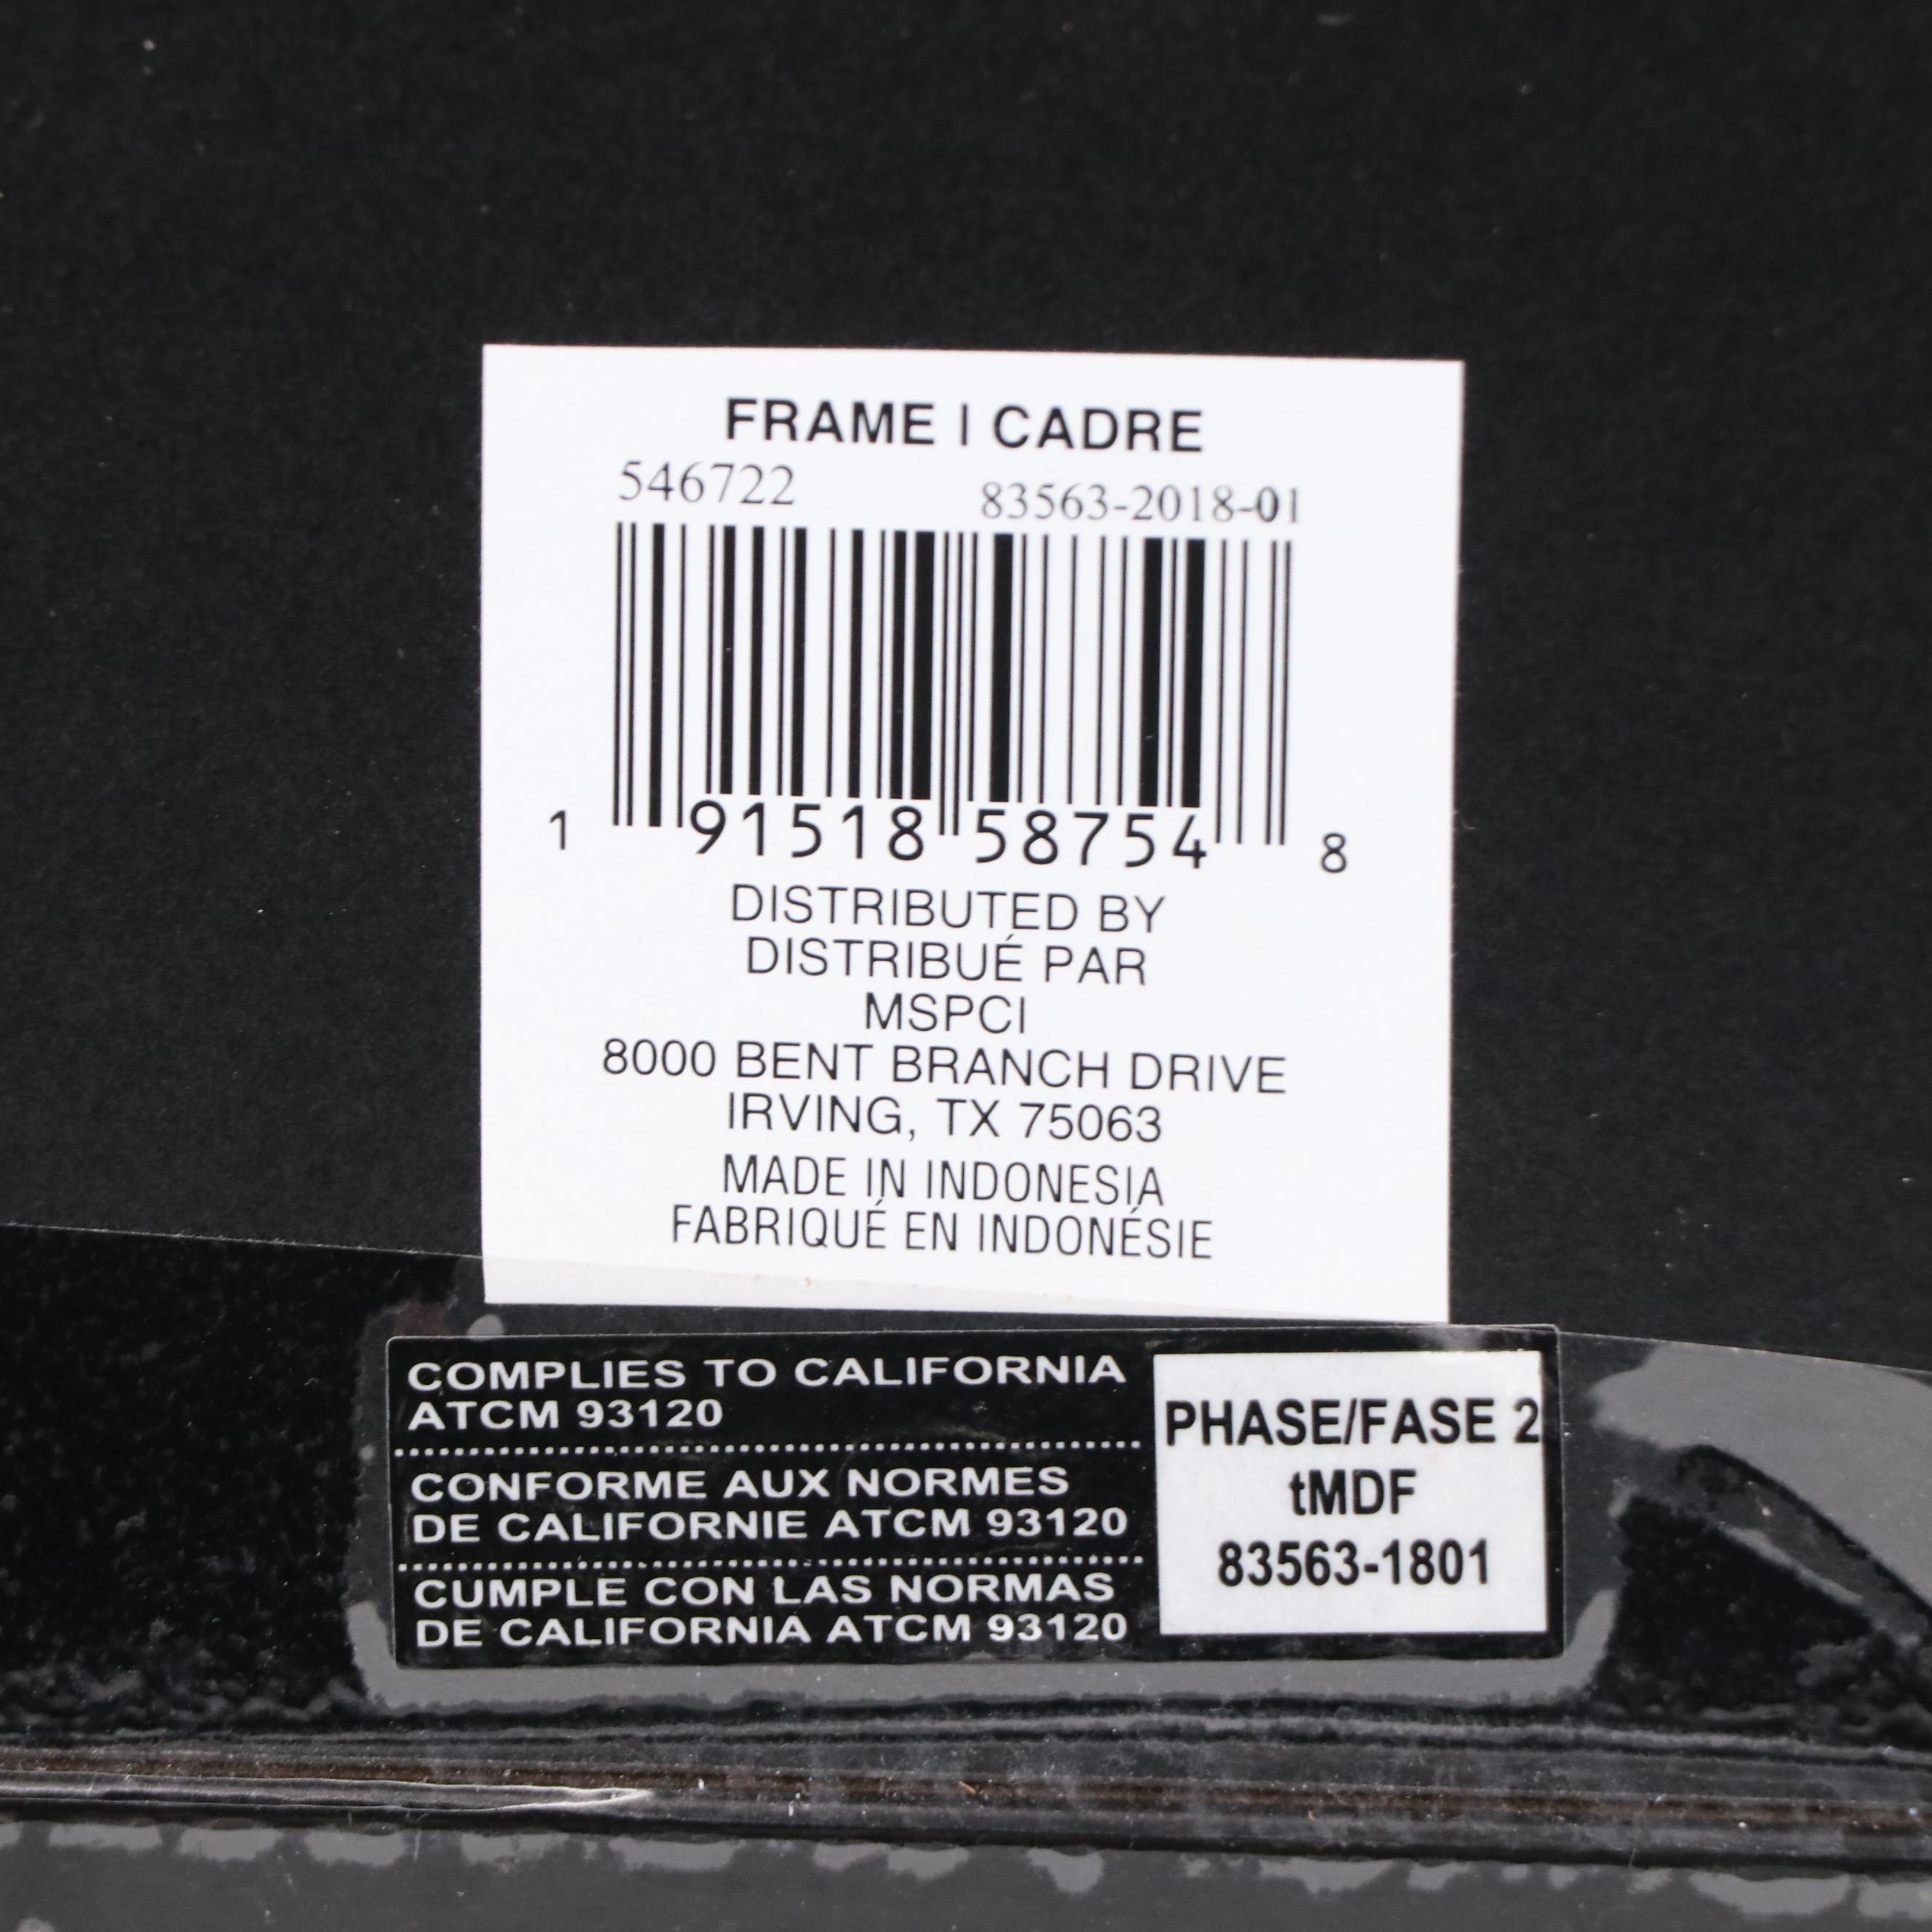 FRAME | CADRE
546722 83563-2018-01
1 91518 58754 8
DISTRIBUTED BY
DISTRIBUÉ PAR
MSPCI
8000 BENT BRANCH DRIVE
IRVING, TX 75063
MADE IN INDONESIA
FABRIQUÉ EN INDONÉSIE
COMPLIES TO CALIFORNIA
ATCM 93120
CONFORME AUX NORMES
DE CALIFORNIE ATCM 93120
CUMPLE CON LAS NORMAS
DE CALIFORNIA ATCM 93120
PHASE/FASE 2
tMDF
83563-1801